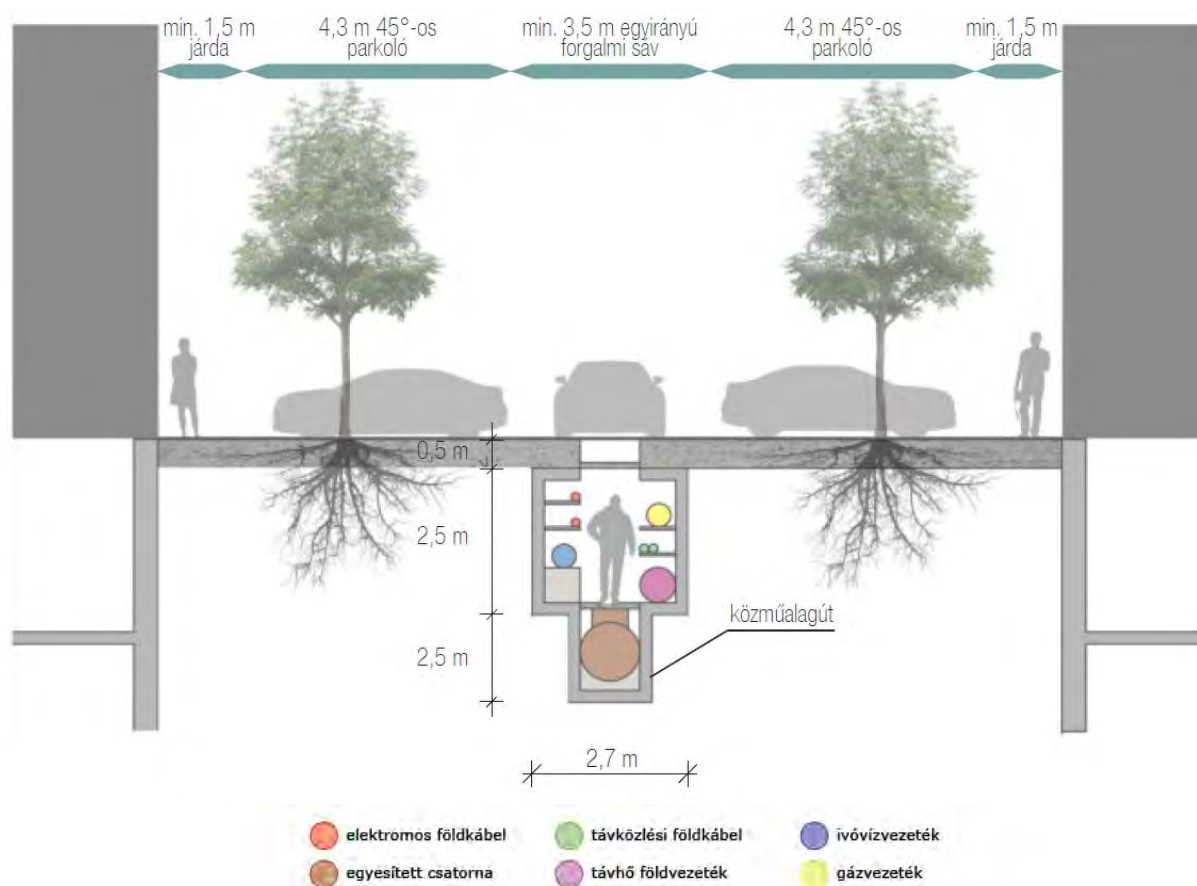 min. 1,5 m
járda
4,3 m 45°-os
parkoló
min. 3,5 m egyirányú
forgalmi sáv
4,3 m 45°-os
parkoló
min. 1,5 m
járda
0,5 m
2,5 m
2,5 m
közműalagút
2,7 m
elektromos földkábel
távközlési földkábel
ivóvízvezeték
egyesített csatorna
távhő földvezeték
gázvezeték